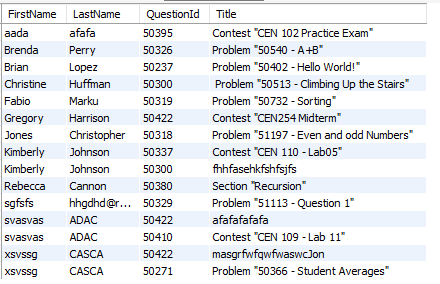 FirstName LastName QuestionId Title
aada afafa 50395 Contest "CEN 102 Practice Exam"
Brenda Perry 50326 Problem "50540 - A+B"
Brian Lopez 50237 Problem "50402 - Hello World!"
Christine Huffman 50300 Problem "50513 - Climbing Up the Stairs"
Fabio Marku 50319 Problem "50732 - Sorting"
Gregory Harrison 50422 Contest "CEN254 Midterm"
Jones Christopher 50318 Problem "51197 - Even and odd Numbers"
Kimberly Johnson 50337 Contest "CEN 110 - Lab05"
Kimberly Johnson 50300 fhhfasehkfshfsjfs
Rebecca Cannon 50380 Section "Recursion"
sgfsfs hhgdhd@r... 50329 Problem "51113 - Question 1"
svasvas ADAC 50422 afafafafafa
svasvas ADAC 50410 Contest "CEN 109 - Lab 11"
xsvssg CASCA 50422 masgrfwfqwfwaswcJon
xsvssg CASCA 50271 Problem "50366 - Student Averages"